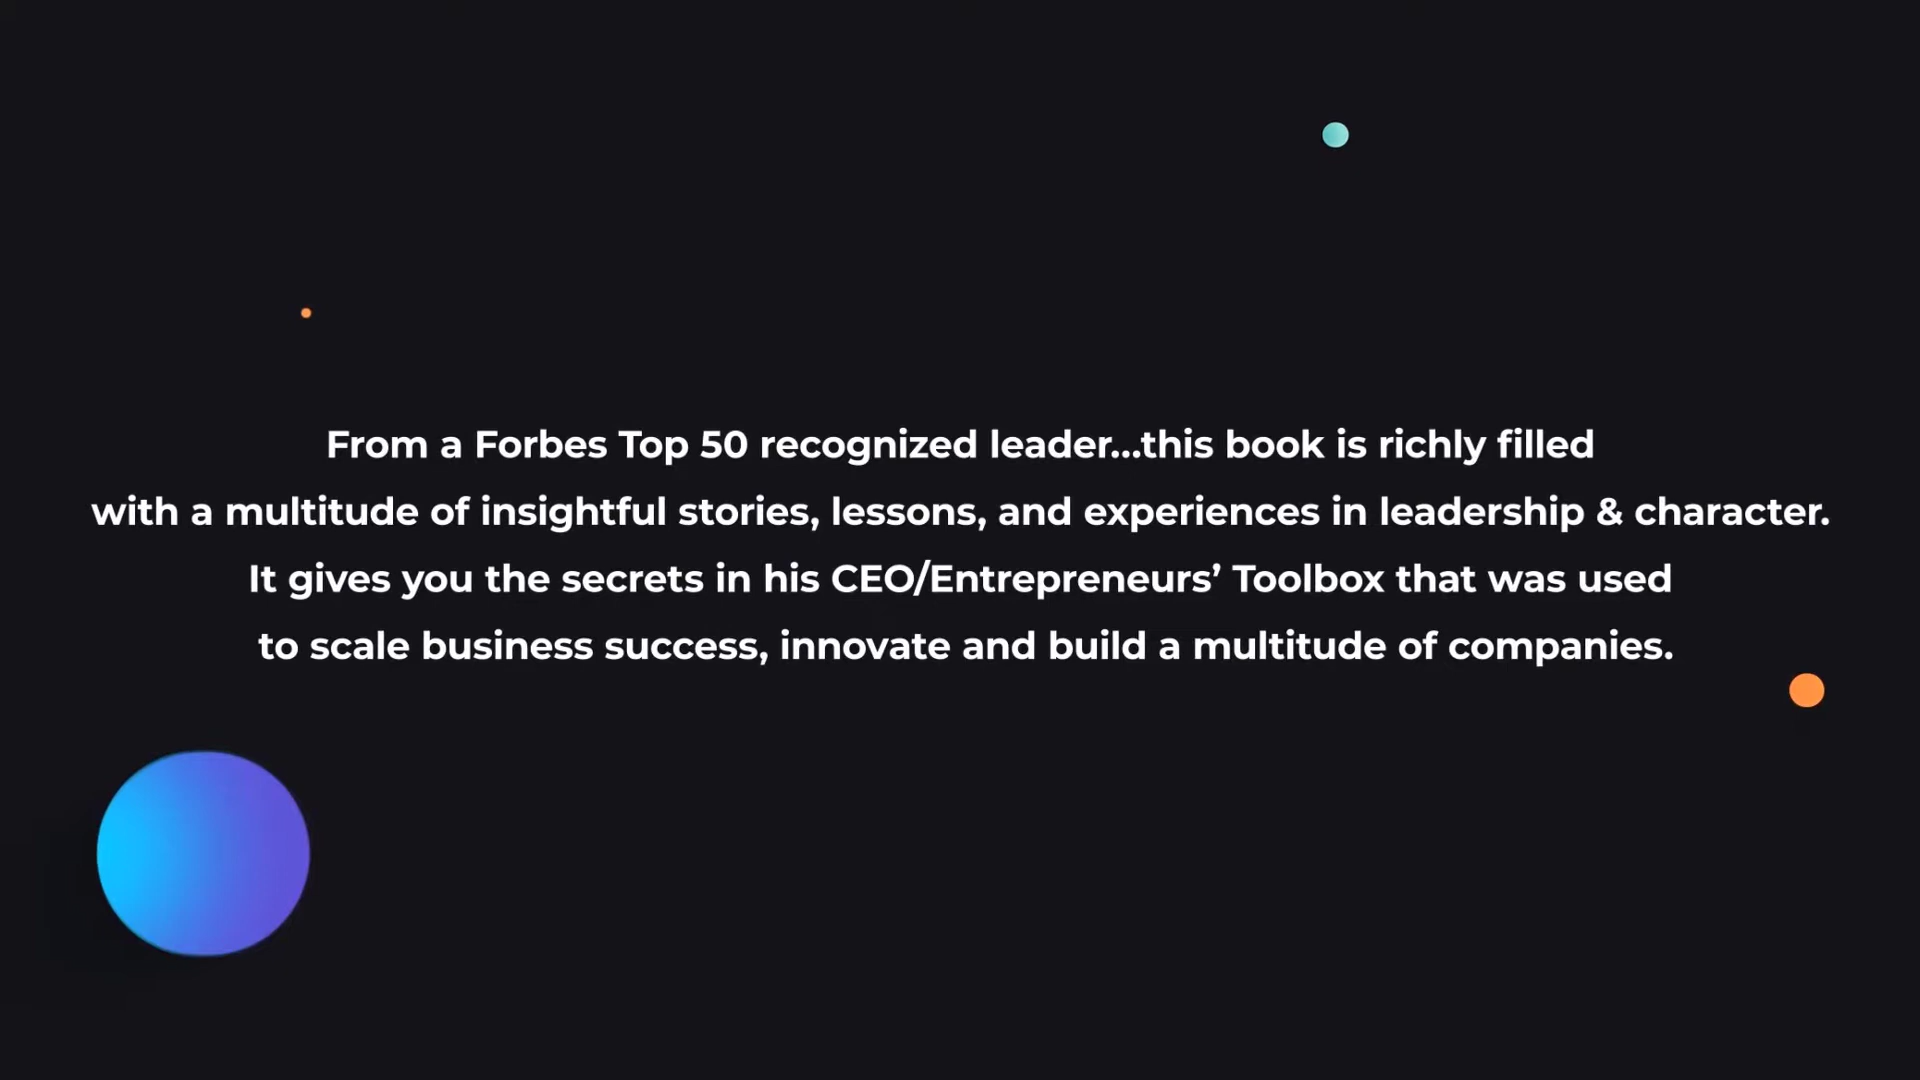 From a Forbes Top 50 recognized leader...this book is richly filled
with a multitude of insightful stories, lessons, and experiences in leadership & character.
It gives you the secrets in his CEO/Entrepreneurs’ Toolbox that was used
to scale business success, innovate and build a multitude of companies.